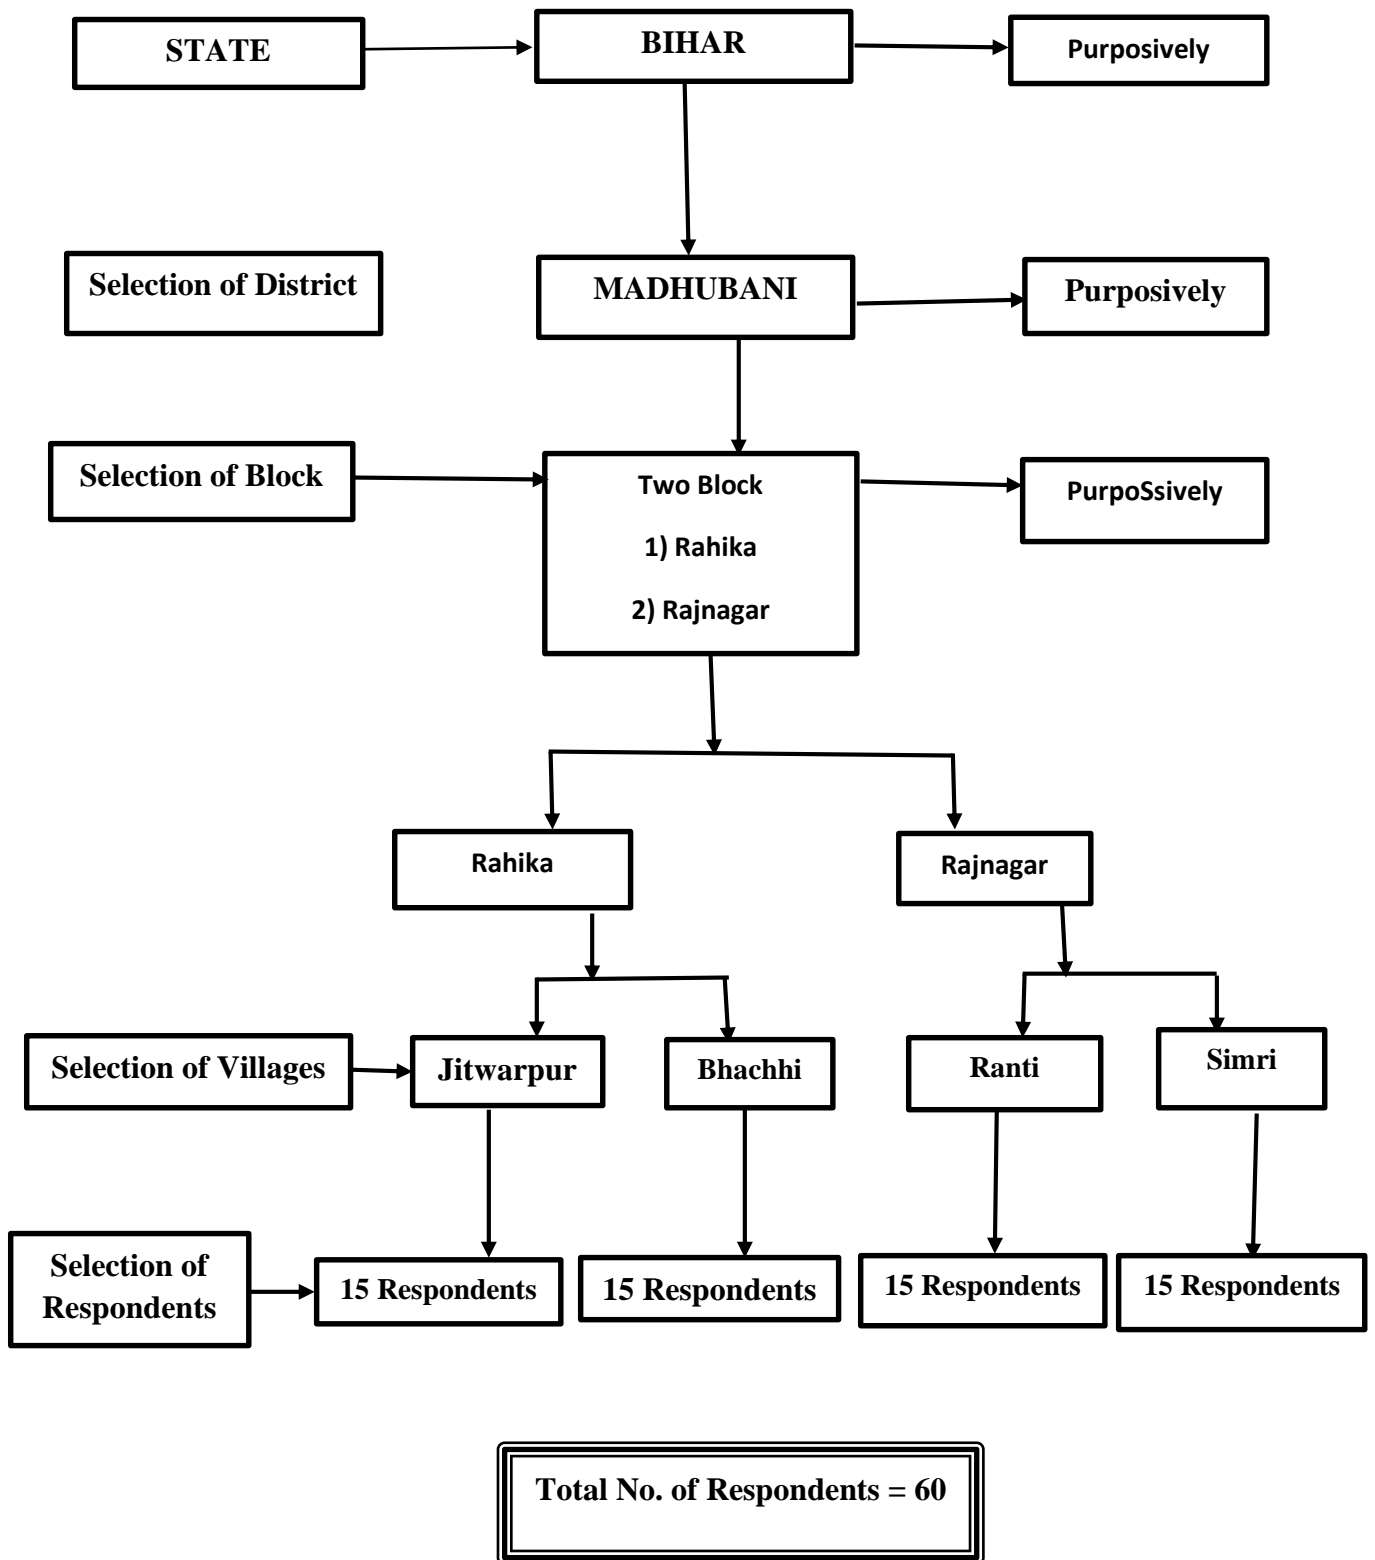 STATE
BIHAR
Purposively
Selection of District
MADHUBANI
Purposively
Selection of Block
Two Block
1) Rahika
2) Rajnagar
PurpoSsively
Rahika
Rajnagar
Selection of Villages
Jitwarpur
Bhachhi
Ranti
Simri
Selection of
Respondents
15 Respondents
15 Respondents
15 Respondents
15 Respondents
Total No. of Respondents = 60